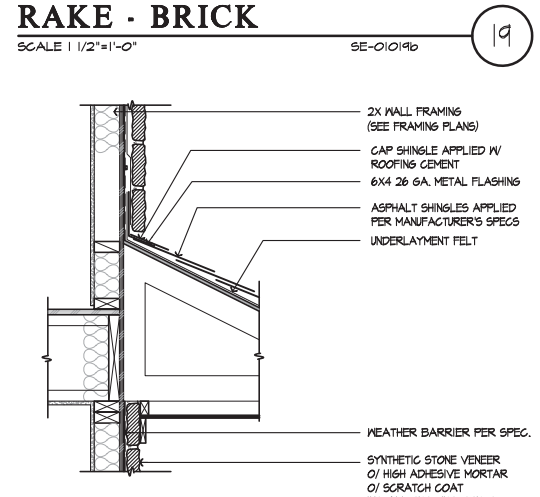 RAKE - BRICK
SCALE 1 1/2"=1'-0"
SE-01019b
19
2X WALL FRAMING
(SEE FRAMING PLANS)
CAP SHINGLE APPLIED W/
ROOFING CEMENT
6X4 26 GA. METAL FLASHING
ASPHALT SHINGLES APPLIED
PER MANUFACTURER'S SPECS
UNDERLAYMENT FELT
WEATHER BARRIER PER SPEC.
SYNTHETIC STONE VENEER
O/ HIGH ADHESIVE MORTAR
O/ SCRATCH COAT